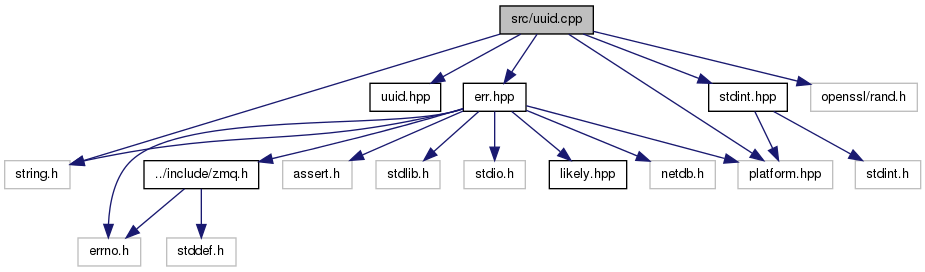 src/uuid.cpp
uuid.hpp
err.hpp
stdint.hpp
openssl/rand.h
string.h
../include/zmq.h
assert.h
stdlib.h
stdio.h
likely.hpp
netdb.h
platform.hpp
stdint.h
errno.h
stddef.h